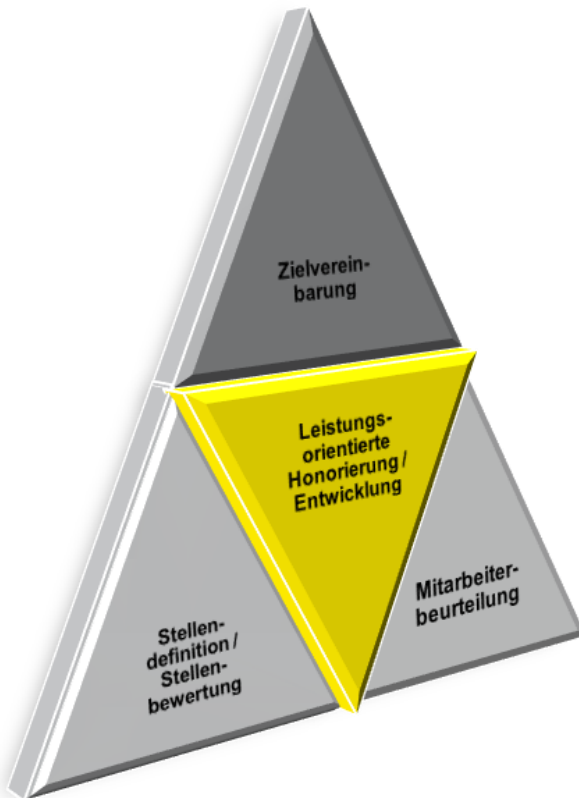 Zielverein-
barung
Leistungs-
orientierte
Honorierung /
Entwicklung
Stellen-
definition /
Stellen-
bewertung
Mitarbeiter-
beurteilung